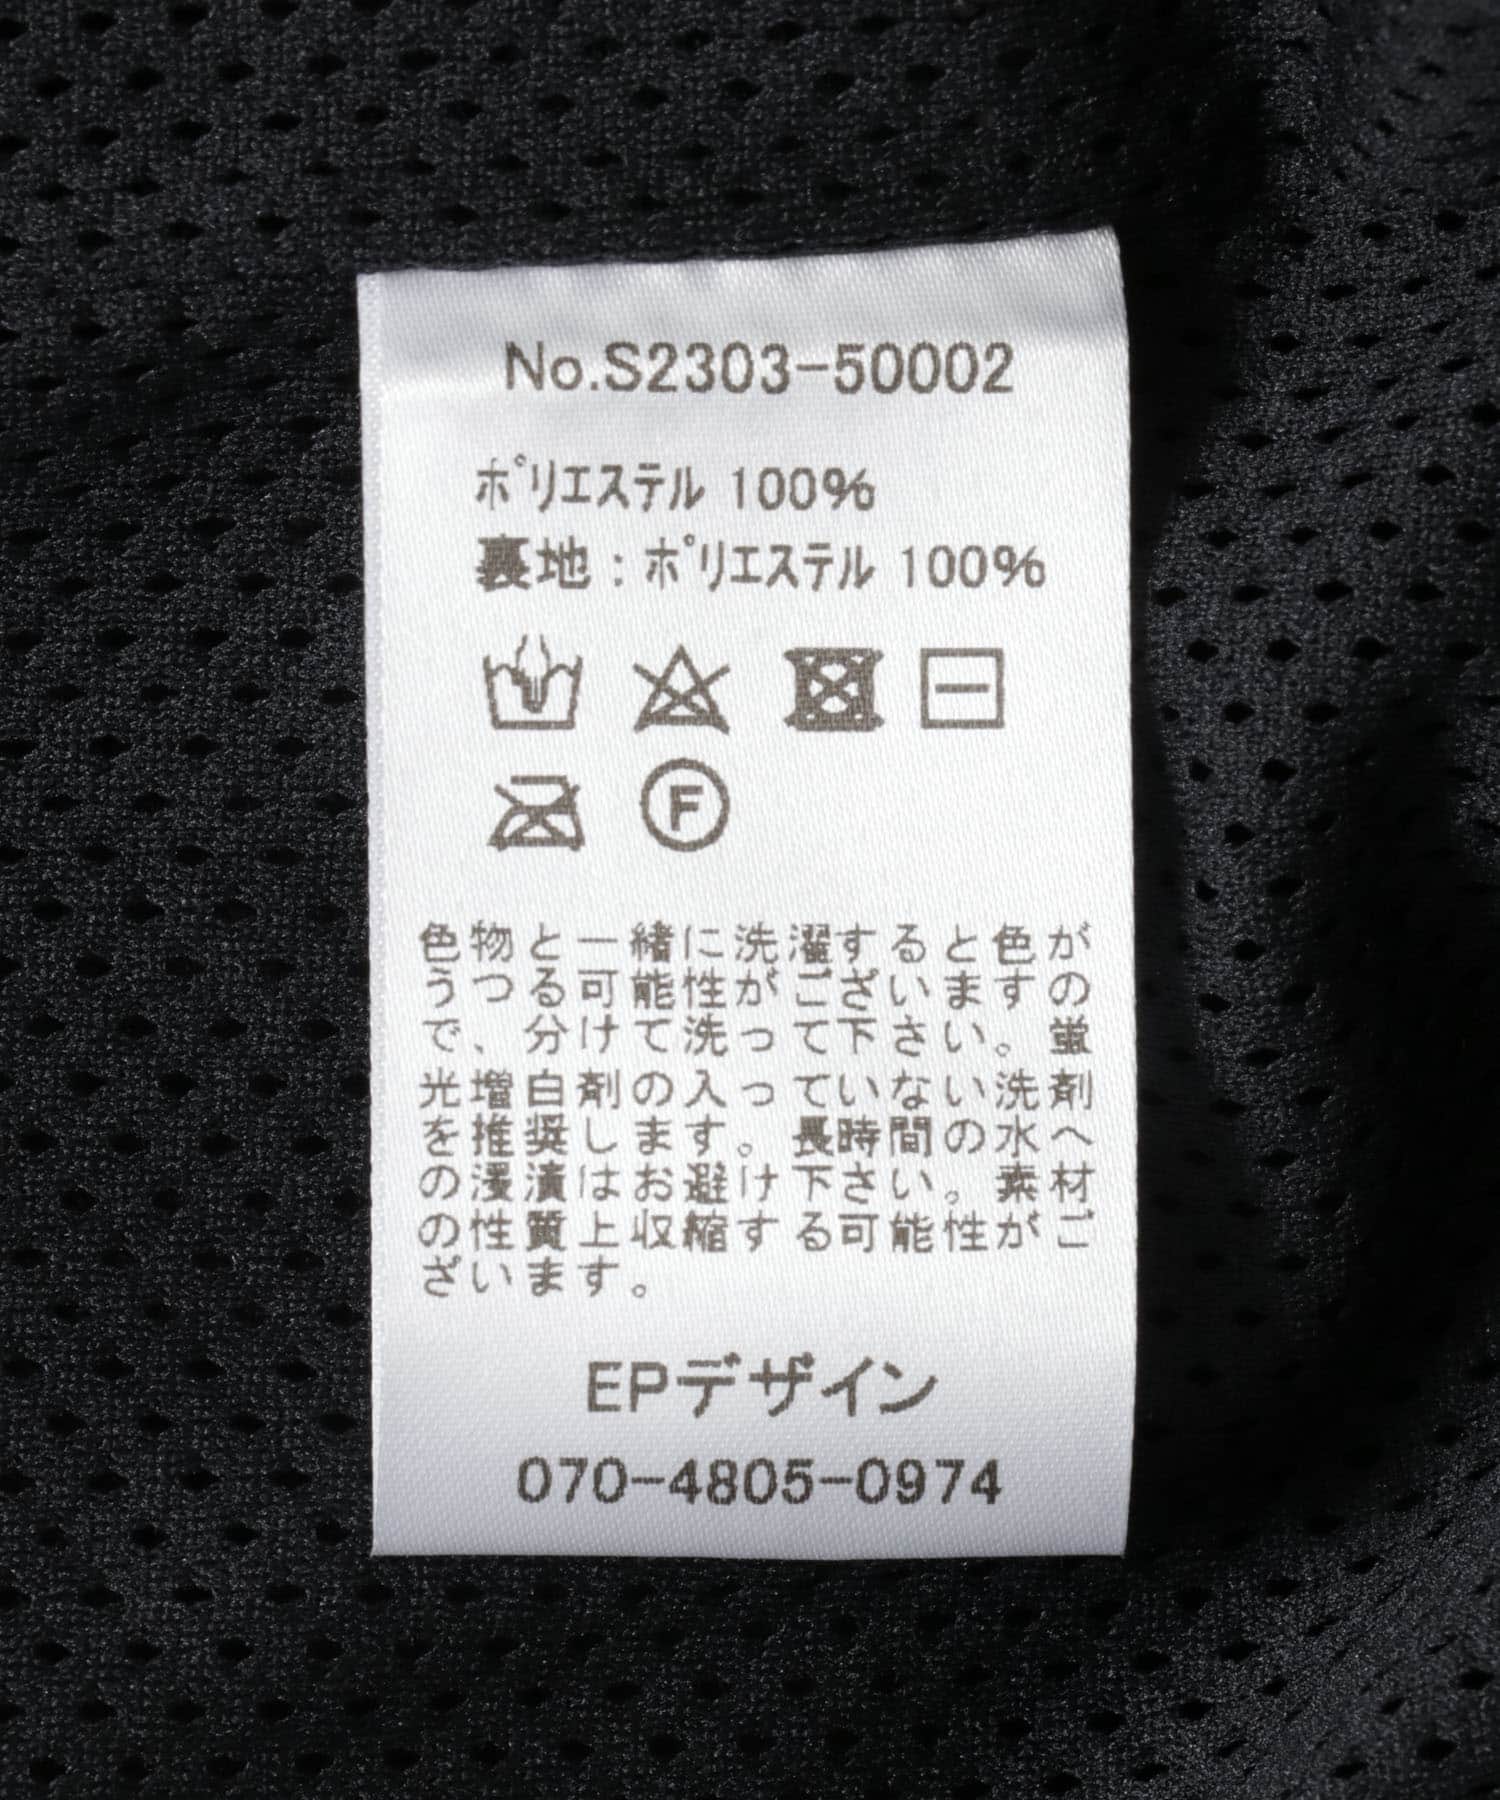 No.S2303-50002
ポリエステル 100%
裏地：ポリエステル 100%
F
色物と一緒に洗濯すると色が
うつる可能性がございますの
で、分けて洗って下さい。蛍
光増白剤の入っていない洗剤
を推奨します。長時間の水へ
の浸漬はお避け下さい。素材
の性質上収縮する可能性がご
ざいます。
EPデザイン
070-4805-0974